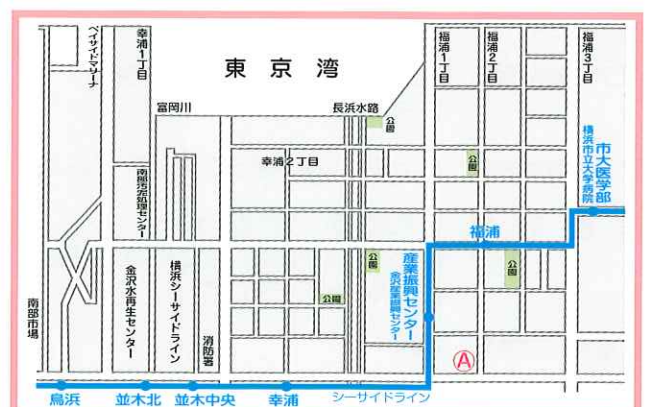 ベイサイドマリーナ
幸浦1丁目
東京湾
富岡川
長浜水路
公園
福浦1丁目
福浦2丁目
福浦3丁目
幸浦2丁目
公園
南部汚泥処理センター
横浜市立大学病院
市大医学部
福浦
南部市場
金沢水再生センター
横浜シーサイドライン
消防署
公園
公園
産業振興センター
金沢産業振興センター
公園
A
鳥浜
並木北
並木中央
幸浦
シーサイドライン